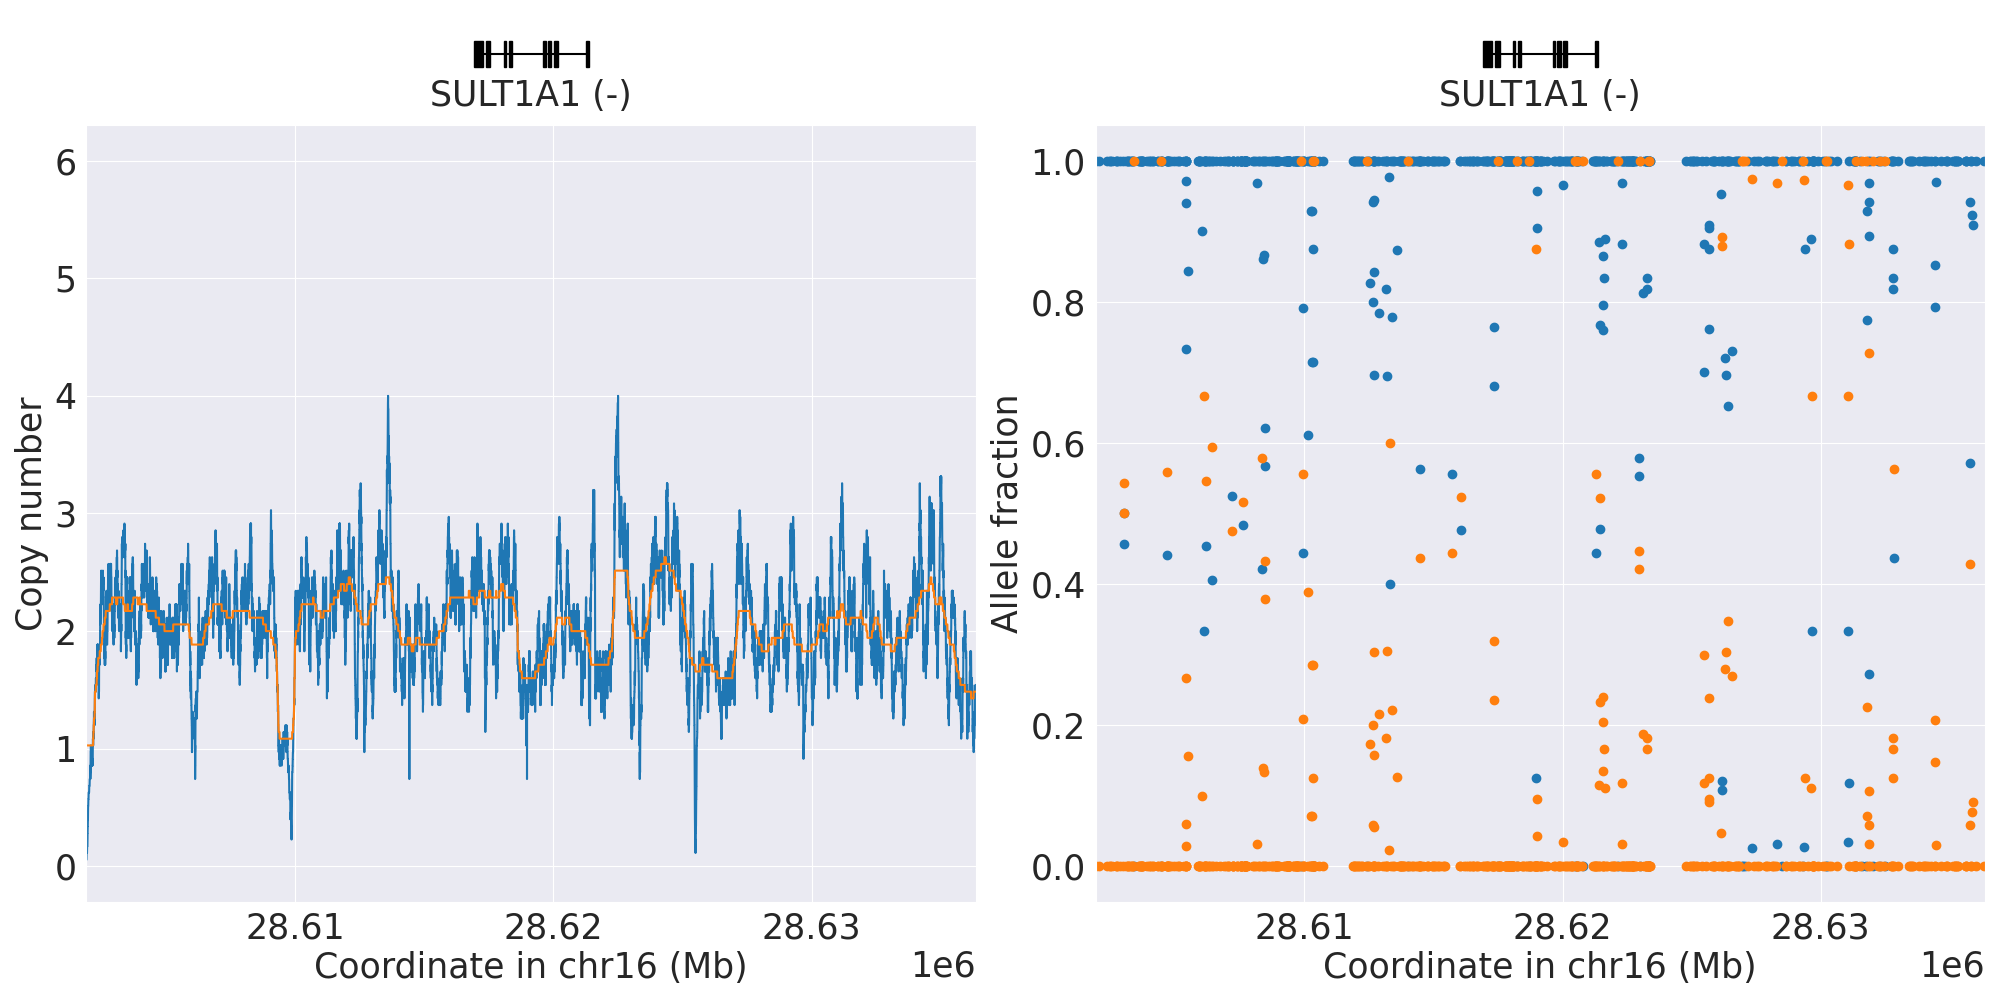 SULT1A1 (-)
6
5
4
3
2
1
0
Copy number
28.61
28.62
28.63
Coordinate in chr16 (Mb)
1e6
SULT1A1 (-)
1.0
0.8
0.6
0.4
0.2
0.0
Allele fraction
28.61
28.62
28.63
Coordinate in chr16 (Mb)
1e6